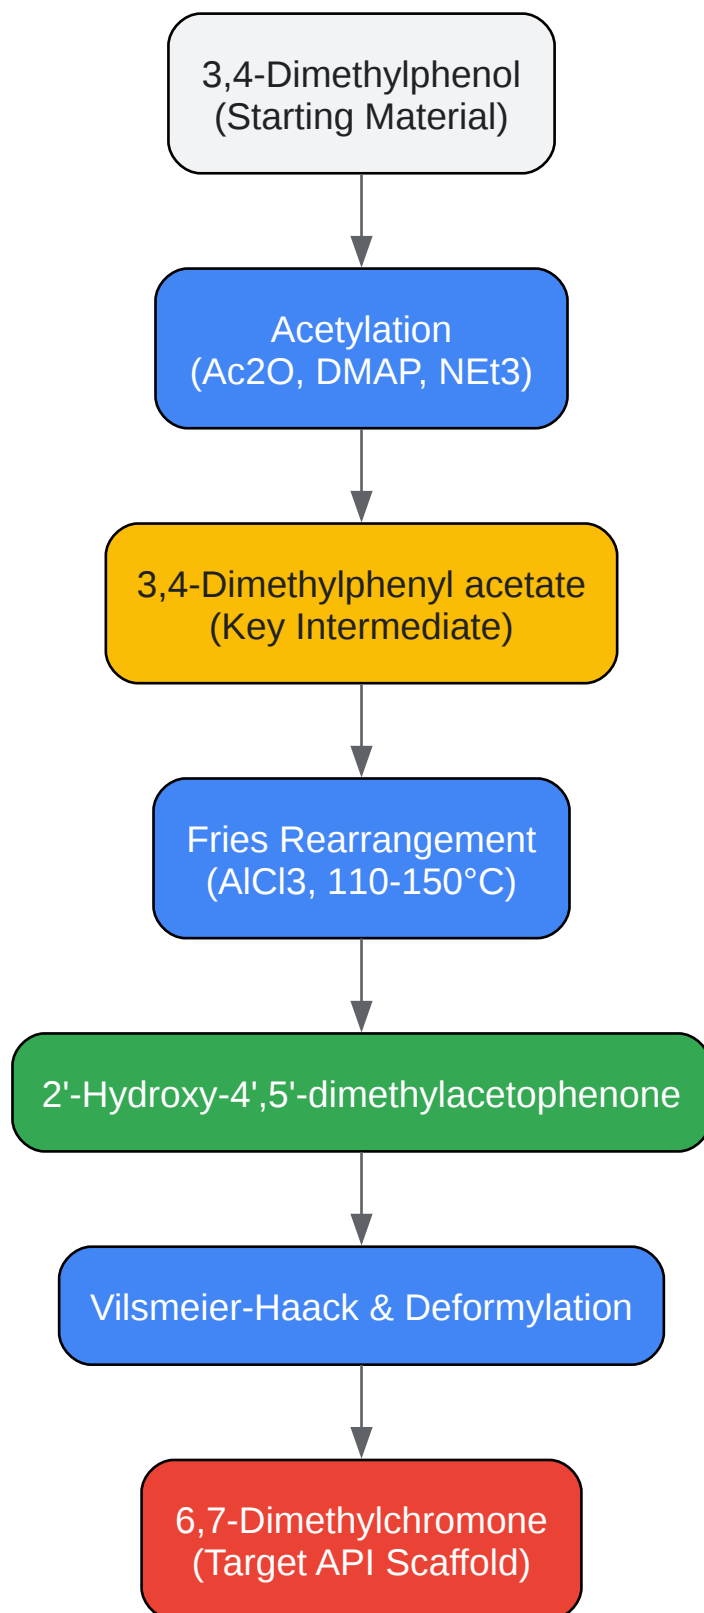 3,4-Dimethylphenol
(Starting Material)
Acetylation
(Ac2O, DMAP, NEt3)
3,4-Dimethylphenyl acetate
(Key Intermediate)
Fries Rearrangement
(AlCl3, 110-150°C)
2'-Hydroxy-4',5'-dimethylacetophenone
Vilsmeier-Haack & Deformylation
6,7-Dimethylchromone
(Target API Scaffold)